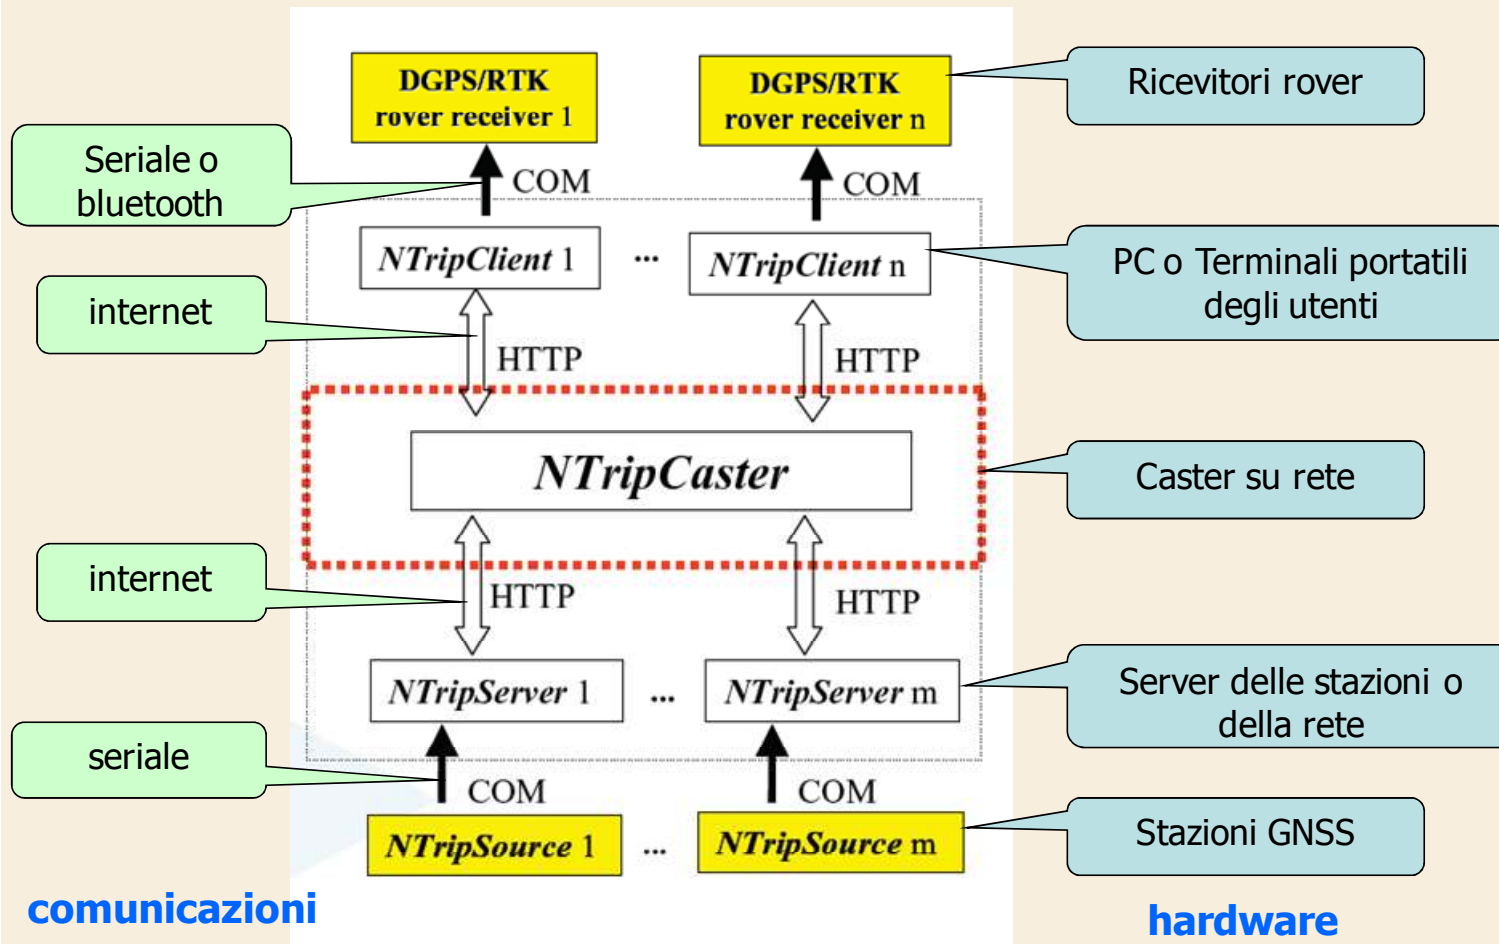 DGPS/RTK
rover receiver 1
DGPS/RTK
rover receiver n
Ricevitori rover
Seriale o
bluetooth
COM
COM
NTripClient 1
...
NTripClient n
PC o Terminali portatili
degli utenti
internet
HTTP
HTTP
NTripCaster
Caster su rete
internet
HTTP
HTTP
NTripServer 1
...
NTripServer m
Server delle stazioni o
della rete
seriale
COM
COM
NTripSource 1
...
NTripSource m
Stazioni GNSS
comunicazioni
hardware